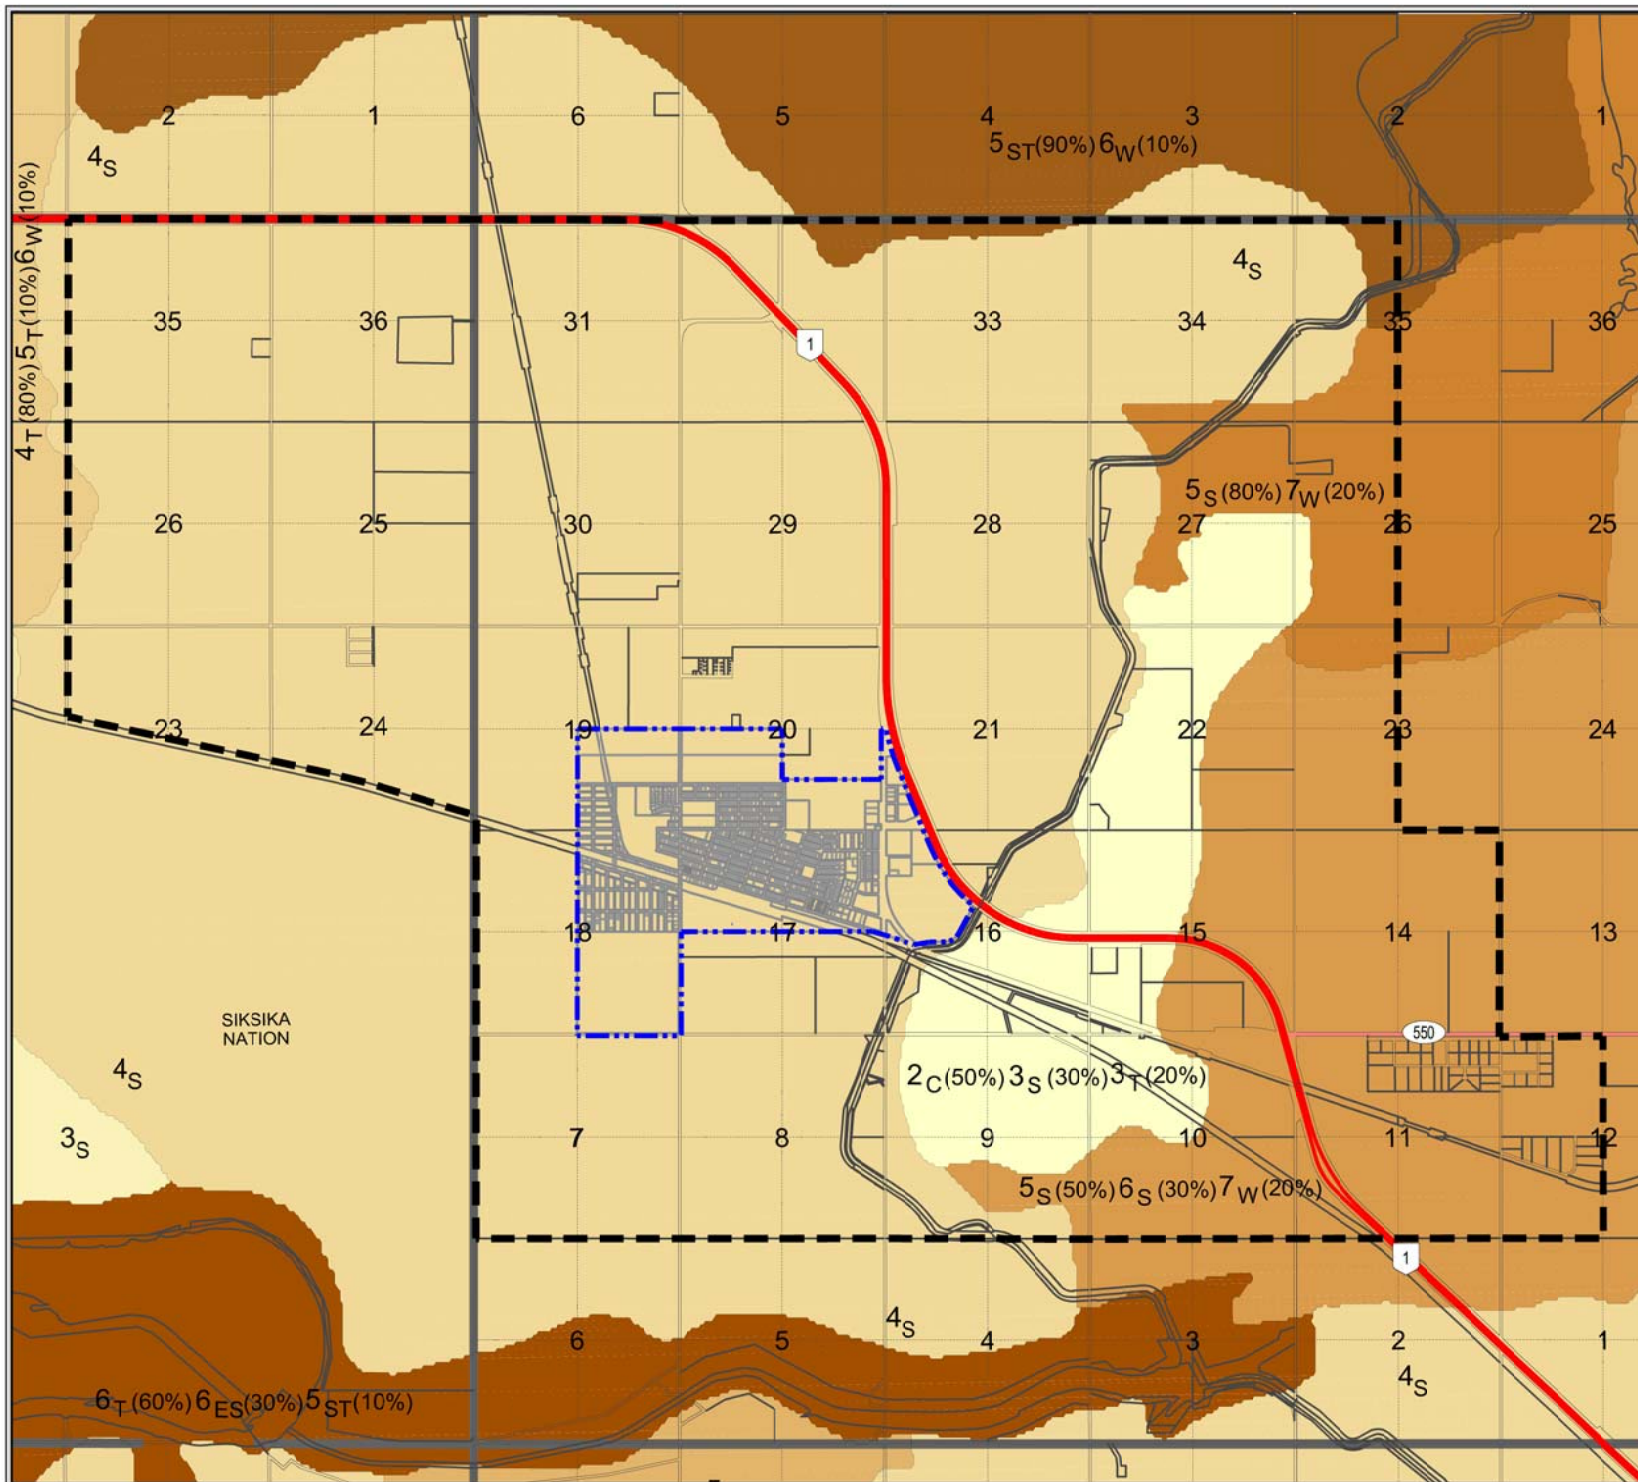 2 1 6 5 4 3 2 1
5ST(90%)6W(10%)
4S
4T(80%)5T(10%)6W(10%)
4S
35 36 31 33 34 35 36
1
5S(80%)7W(20%)
26 25 30 29 28 27 26 25
23 24 19 20 21 22 23 24
18 17 16 15 14 13
SIKSIKA
NATION
550
4S
2C(50%)3S(30%)3T(20%)
3S
7 8 9 10 11 12
5S(50%)6S(30%)7W(20%)
1
4S
6 5 4 3 2 1
4S
6T(60%)6ES(30%)5ST(10%)